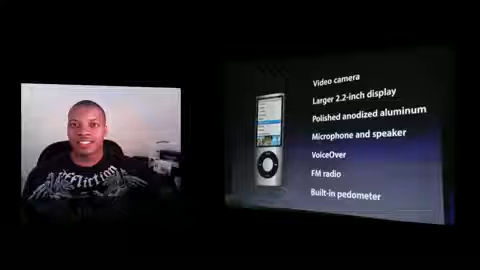 Affliction
Video camera
Larger 2.2-inch display
Polished anodized aluminum
Microphone and speaker
VoiceOver
FM radio
Built-in pedometer